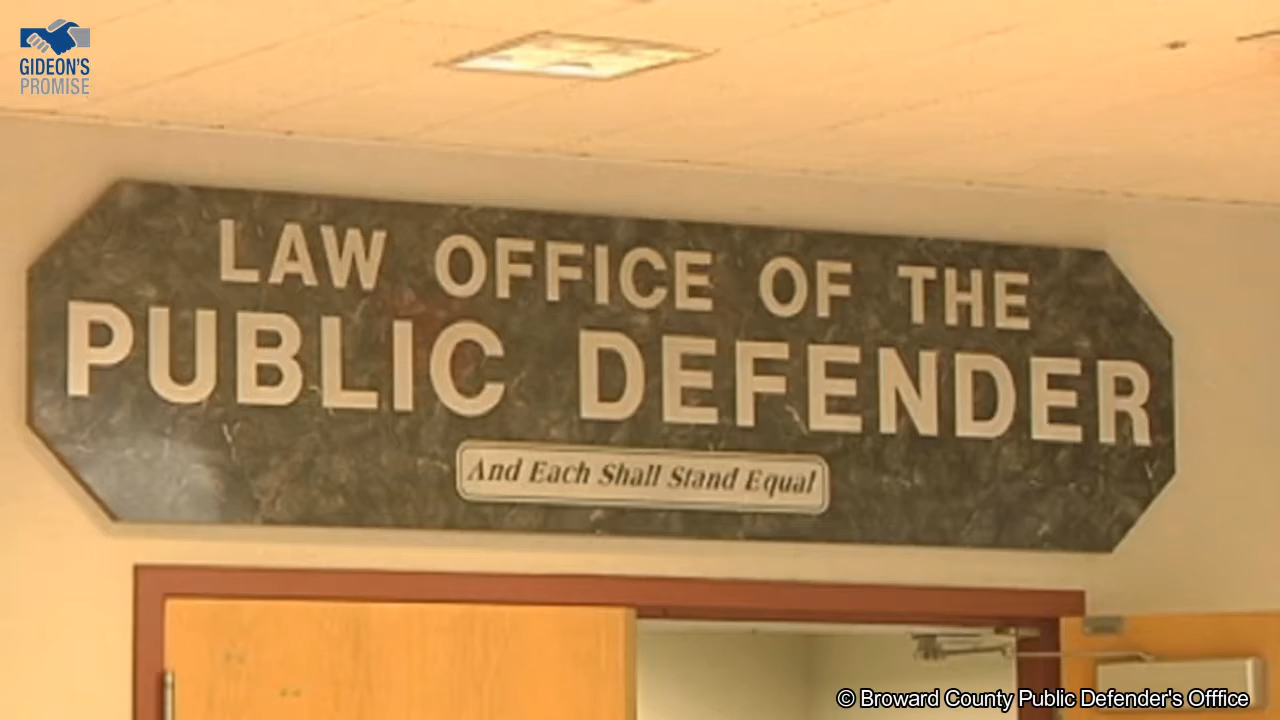 GIDEON'S
PROMISE
LAW OFFICE OF THE
PUBLIC DEFENDER
And Each Shall Stand Equal
© Broward County Public Defender's Offfice